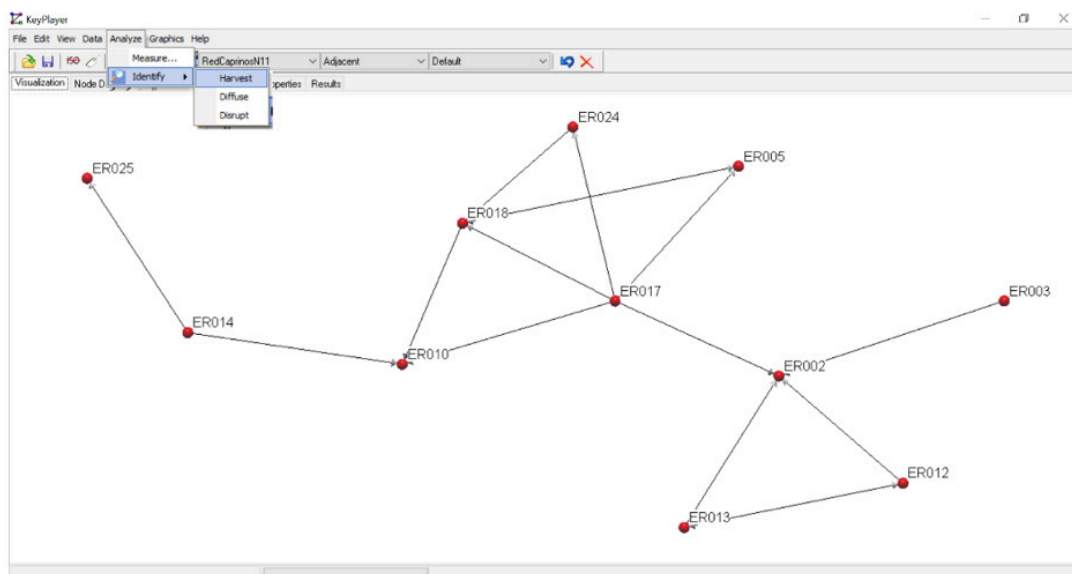 KeyPlayer
File Edit View Data Analyze Graphics Help
RedCaprinosN11 Adjacent Default
Measure...
Identify
Visualization Node Results
Harvest
Diffuse
Disrupt
ER024
ER025
ER005
ER018
ER017
ER003
ER014
ER010
ER002
ER012
ER013